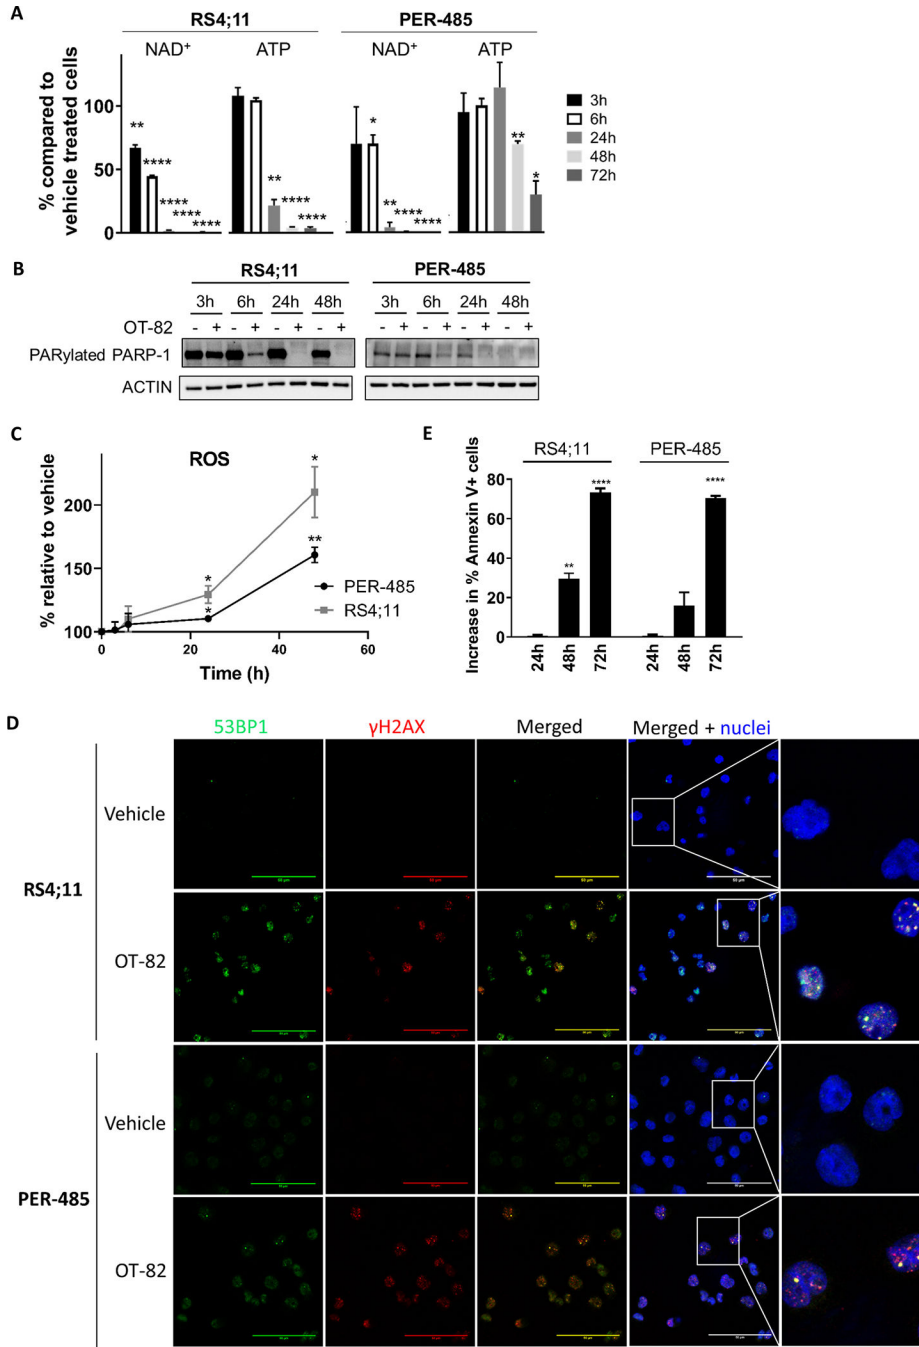 A
RS4;11 PER-485
NAD+ ATP NAD+ ATP
% compared to
vehicle treated cells
100
50
0
** **** **** **** ****
** **** ****
* ** **** ****
** *
3h
6h
24h
48h
72h
B
RS4;11 PER-485
3h 6h 24h 48h 3h 6h 24h 48h
OT-82 - + - + - + - + - + - + - + - +
PARylated PARP-1
ACTIN
C
ROS
% relative to vehicle
200
150
100
0 20 40 60
Time (h)
* * * **
PER-485
RS4;11
E
RS4;11 PER-485
Increase in % Annexin V+ cells
80
60
40
20
0
** **** ****
24h 48h 72h 24h 48h 72h
D
53BP1 γH2AX Merged Merged + nuclei
RS4;11
Vehicle
OT-82
PER-485
Vehicle
OT-82